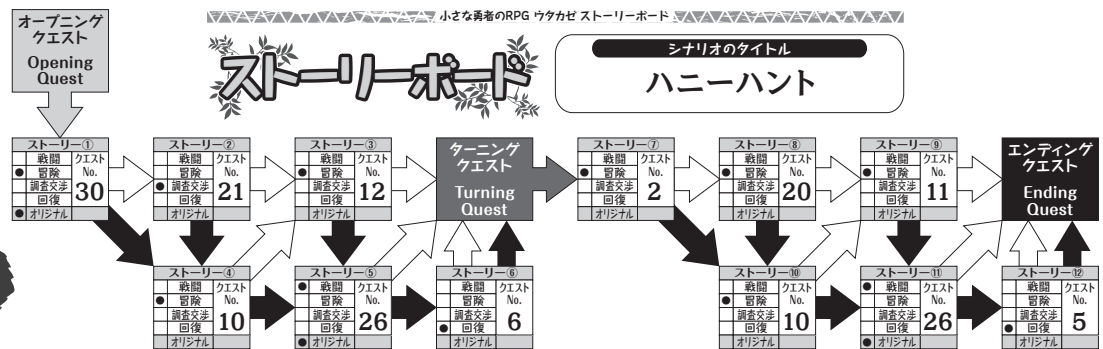 オープニング
クエスト
Opening
Quest
小さな勇者のRPG ウタカゼ ストーリーボード
ストーリーボード
シナリオのタイトル
ハニーハント
ストーリー①
戦闘
● 冒険
調査交渉
回復
● オリジナル
クエスト
No.
30
ストーリー②
戦闘
冒険
● 調査交渉
回復
オリジナル
クエスト
No.
21
ストーリー③
戦闘
● 冒険
調査交渉
回復
オリジナル
クエスト
No.
12
ターニング
クエスト
Turning
Quest
ストーリー⑦
戦闘
● 冒険
調査交渉
回復
オリジナル
クエスト
No.
2
ストーリー⑧
戦闘
● 冒険
調査交渉
回復
オリジナル
クエスト
No.
20
ストーリー⑨
戦闘
● 冒険
調査交渉
回復
オリジナル
クエスト
No.
11
エンディング
クエスト
Ending
Quest
ストーリー④
戦闘
● 冒険
調査交渉
回復
オリジナル
クエスト
No.
10
ストーリー⑤
● 戦闘
冒険
調査交渉
回復
● オリジナル
クエスト
No.
26
ストーリー⑥
戦闘
冒険
調査交渉
● 回復
オリジナル
クエスト
No.
6
ストーリー⑩
● 戦闘
冒険
調査交渉
回復
オリジナル
クエスト
No.
10
ストーリー⑪
● 戦闘
冒険
調査交渉
回復
● オリジナル
クエスト
No.
26
ストーリー⑫
戦闘
冒険
調査交渉
● 回復
オリジナル
クエスト
No.
5